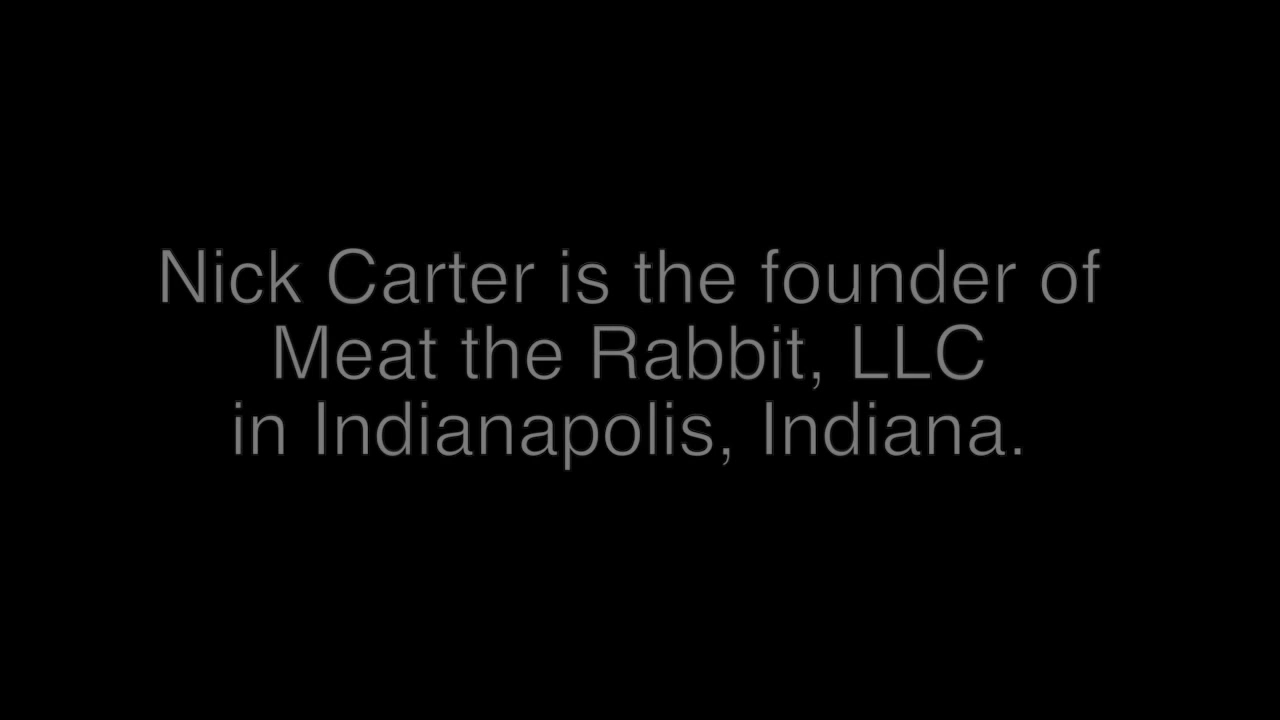 Nick Carter is the founder of
Meat the Rabbit, LLC
in Indianapolis, Indiana.